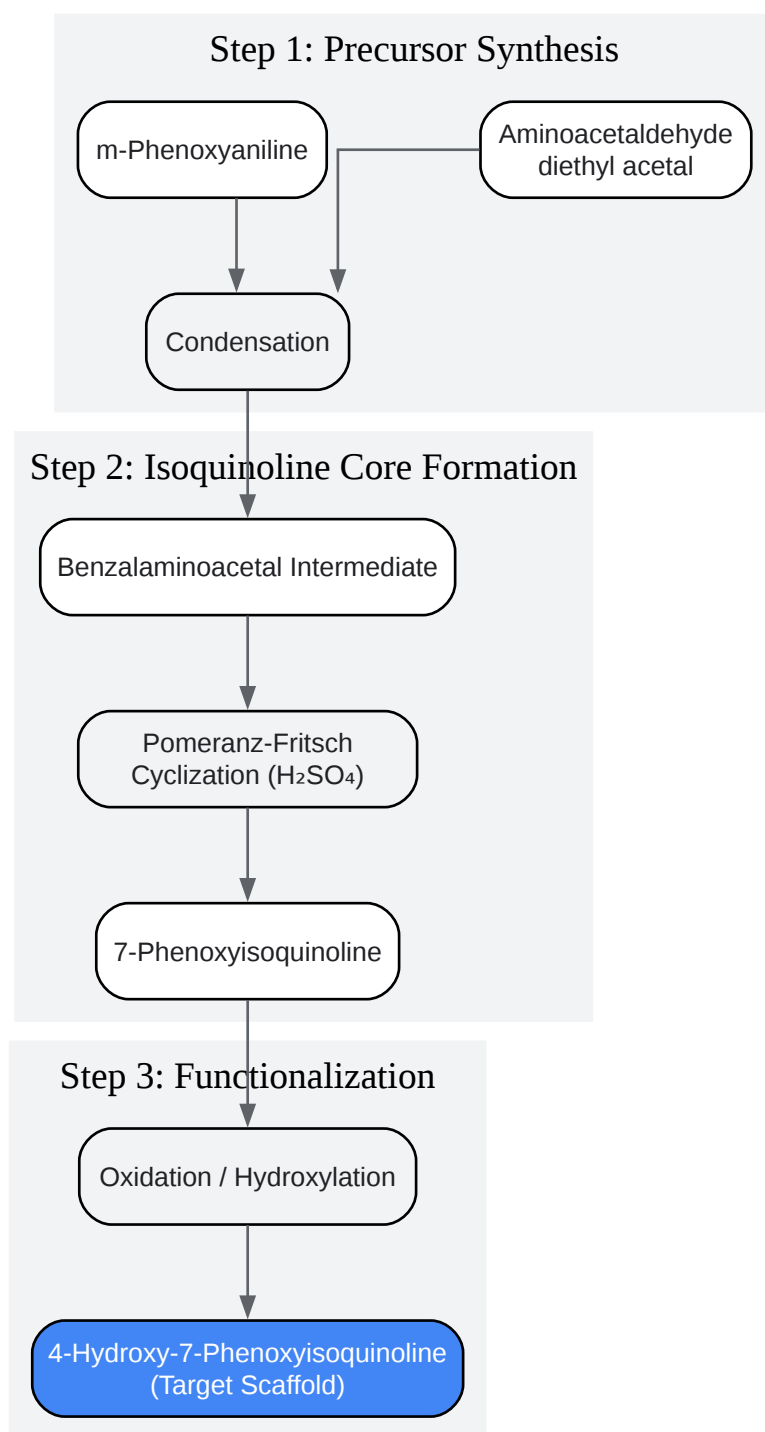 Step 1: Precursor Synthesis
m-Phenoxyaniline
Aminoacetaldehyde
diethyl acetal
Condensation
Step 2: Isoquinoline Core Formation
Benzalaminoacetal Intermediate
Pomeranz-Fritsch
Cyclization (H₂SO₄)
7-Phenoxyisoquinoline
Step 3: Functionalization
Oxidation / Hydroxylation
4-Hydroxy-7-Phenoxyisoquinoline
(Target Scaffold)